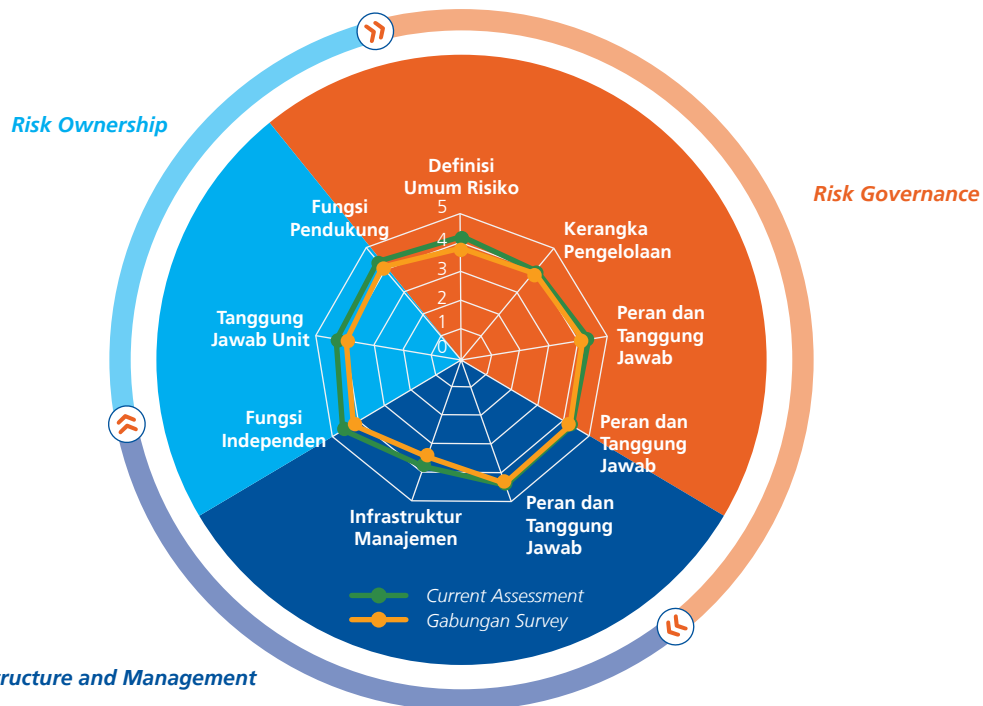 Risk Ownership
Risk Governance
Definisi
Umum Risiko
Fungsi
Pendukung
Kerangka
Pengelolaan
5
4
3
2
1
0
Tanggung
Jawab Unit
Peran dan
Tanggung
Jawab
Fungsi
Independen
Peran dan
Tanggung
Jawab
Infrastruktur
Manajemen
Peran dan
Tanggung
Jawab
Current Assessment
Gabungan Survey
tructure and Management